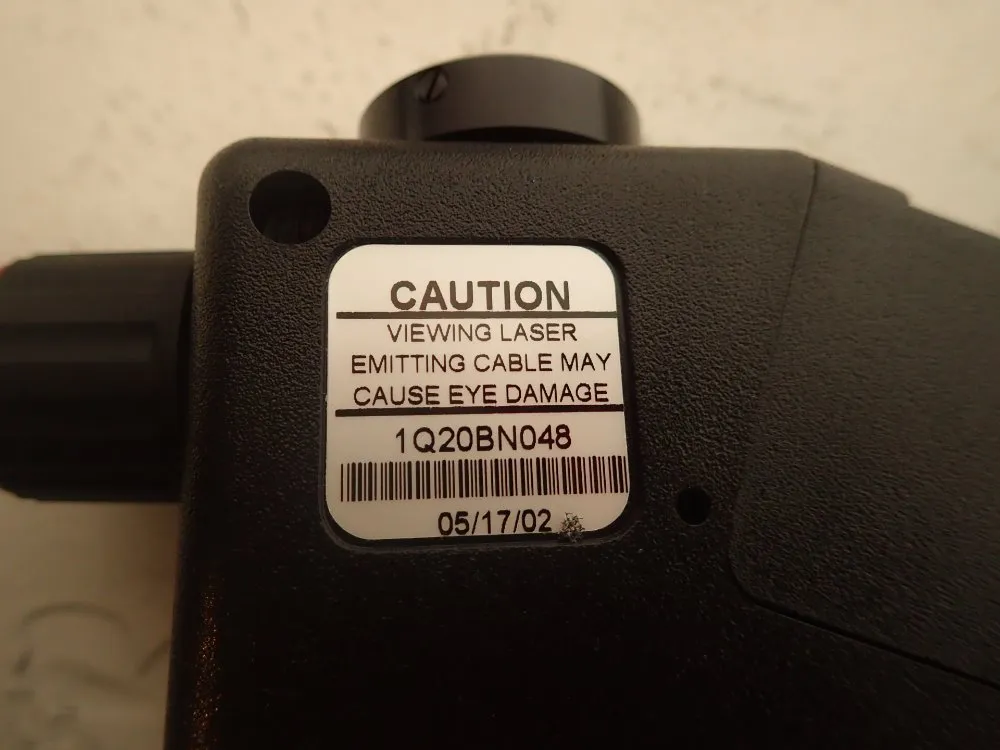 CAUTION
VIEWING LASER
EMITTING CABLE MAY
CAUSE EYE DAMAGE
1Q20BN048
05/17/02